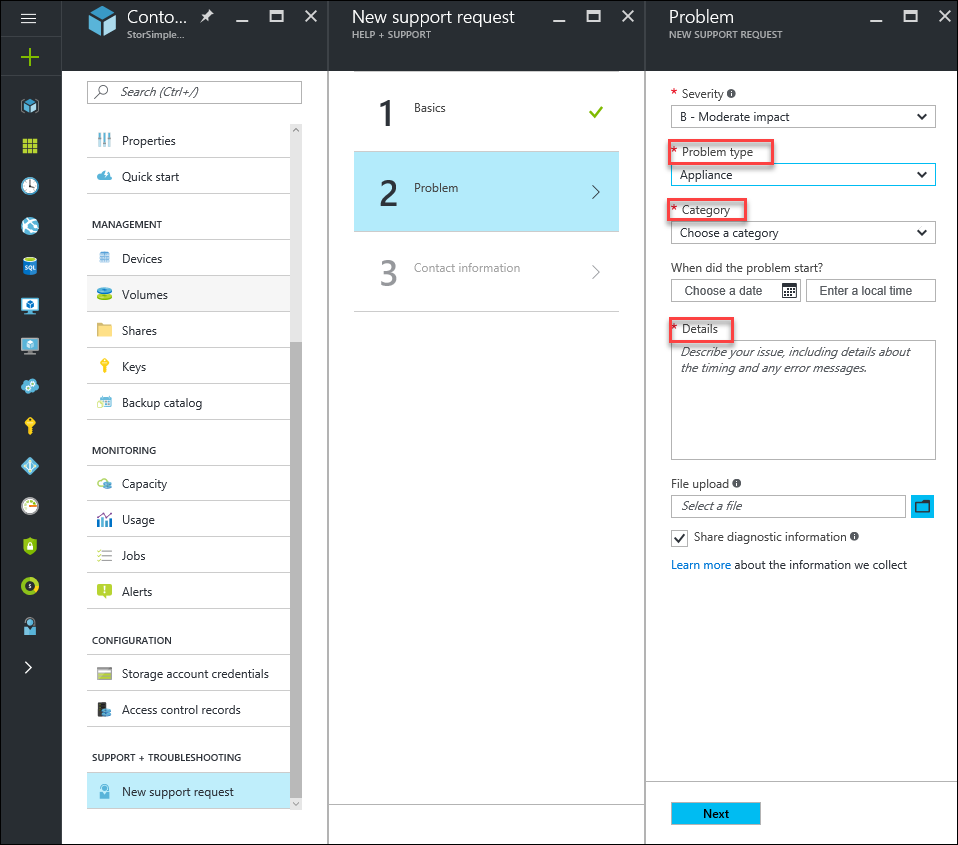 Conto...
StorSimple...
Search (Ctrl+/)
Properties
Quick start
MANAGEMENT
Devices
Volumes
Shares
Keys
Backup catalog
MONITORING
Capacity
Usage
Jobs
Alerts
CONFIGURATION
Storage account credentials
Access control records
SUPPORT + TROUBLESHOOTING
New support request
New support request
HELP + SUPPORT
1 Basics
2 Problem
3 Contact information
Problem
NEW SUPPORT REQUEST
* Severity
B - Moderate impact
* Problem type
Appliance
* Category
Choose a category
When did the problem start?
Choose a date Enter a local time
* Details
Describe your issue, including details about
the timing and any error messages.
File upload
Select a file
Share diagnostic information
Learn more about the information we collect
Next